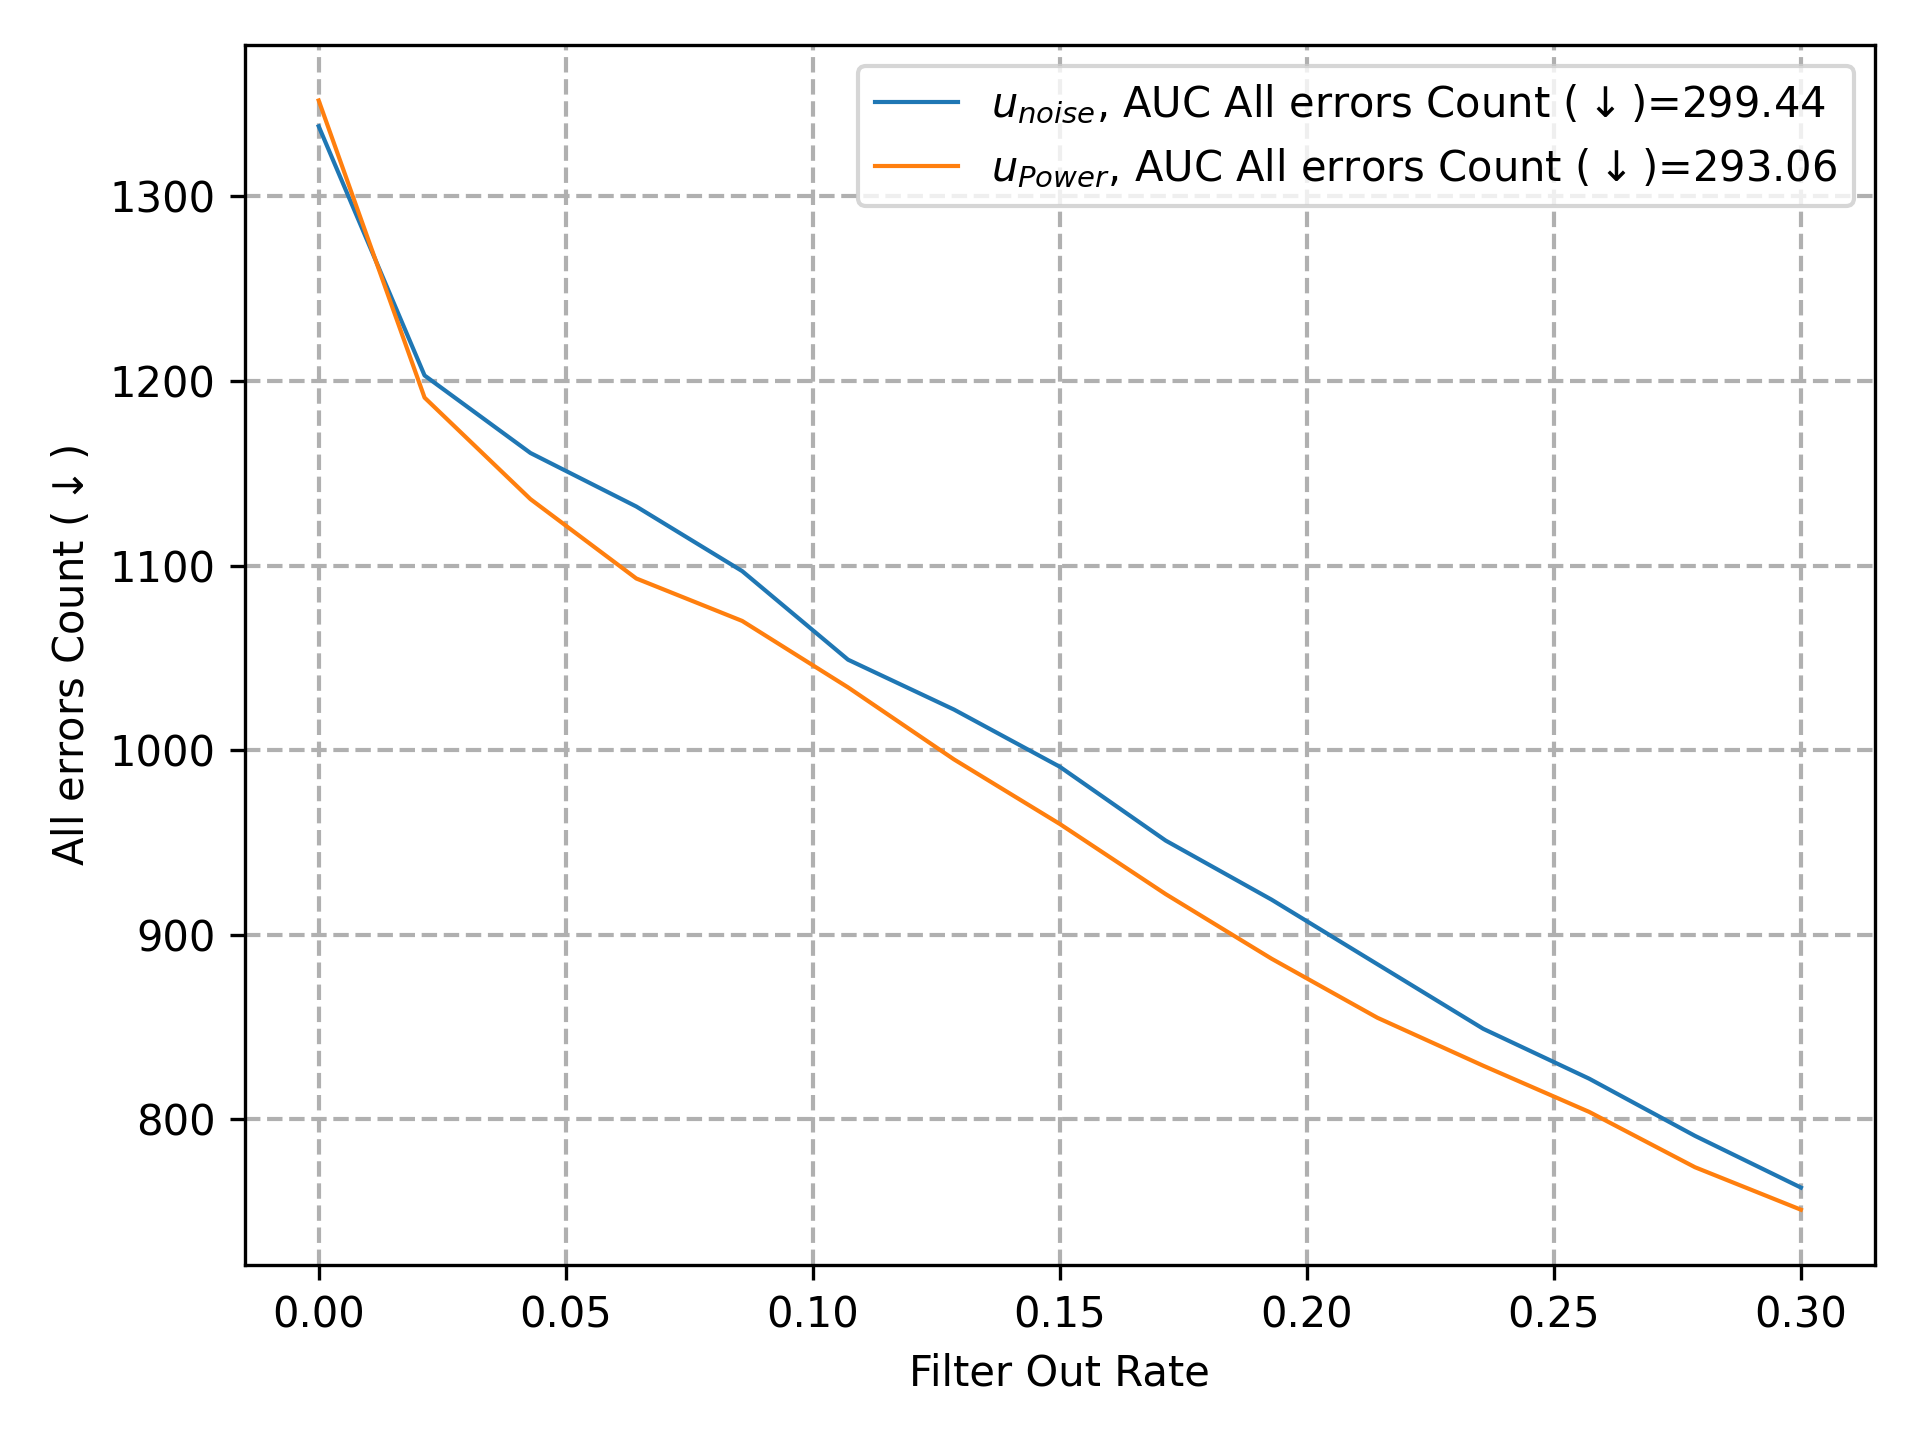 u_noise, AUC All errors Count (↓)=299.44
u_Power, AUC All errors Count (↓)=293.06
All errors Count (↓)
1300
1200
1100
1000
900
800
0.00 0.05 0.10 0.15 0.20 0.25 0.30
Filter Out Rate